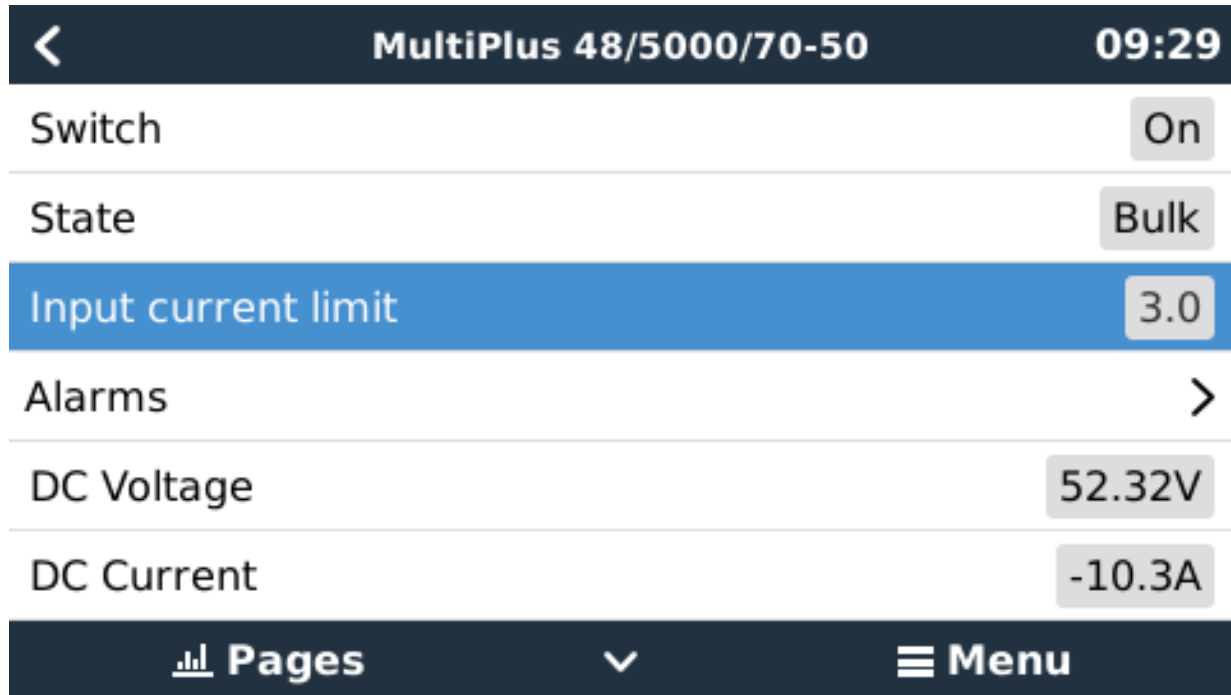 MultiPlus 48/5000/70-50 09:29
Switch On
State Bulk
Input current limit 3.0
Alarms
DC Voltage 52.32V
DC Current -10.3A
Pages Menu